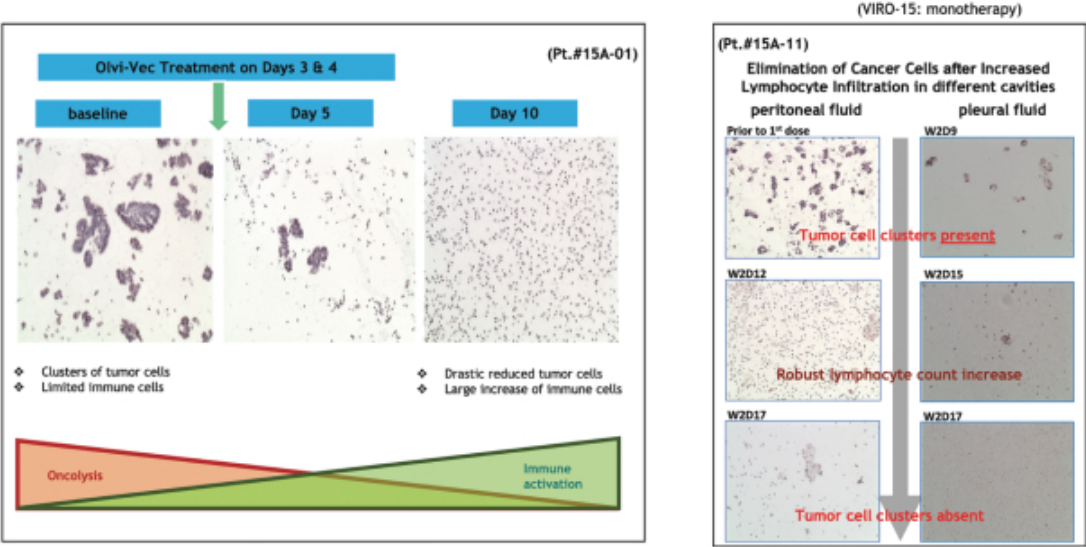 (VIRO-15: monotherapy)
(Pt.#15A-01)
Olvi-Vec Treatment on Days 3 & 4
baseline
Day 5
Day 10
❖ Clusters of tumor cells
❖ Limited immune cells
❖ Drastic reduced tumor cells
❖ Large increase of immune cells
Oncolysis
Immune
activation
(Pt.#15A-11)
Elimination of Cancer Cells after Increased
Lymphocyte Infiltration in different cavities
peritoneal fluid
pleural fluid
Prior to 1st dose
W2D9
Tumor cell clusters present
W2D12
W2D15
Robust lymphocyte count increase
W2D17
W2D17
Tumor cell clusters absent